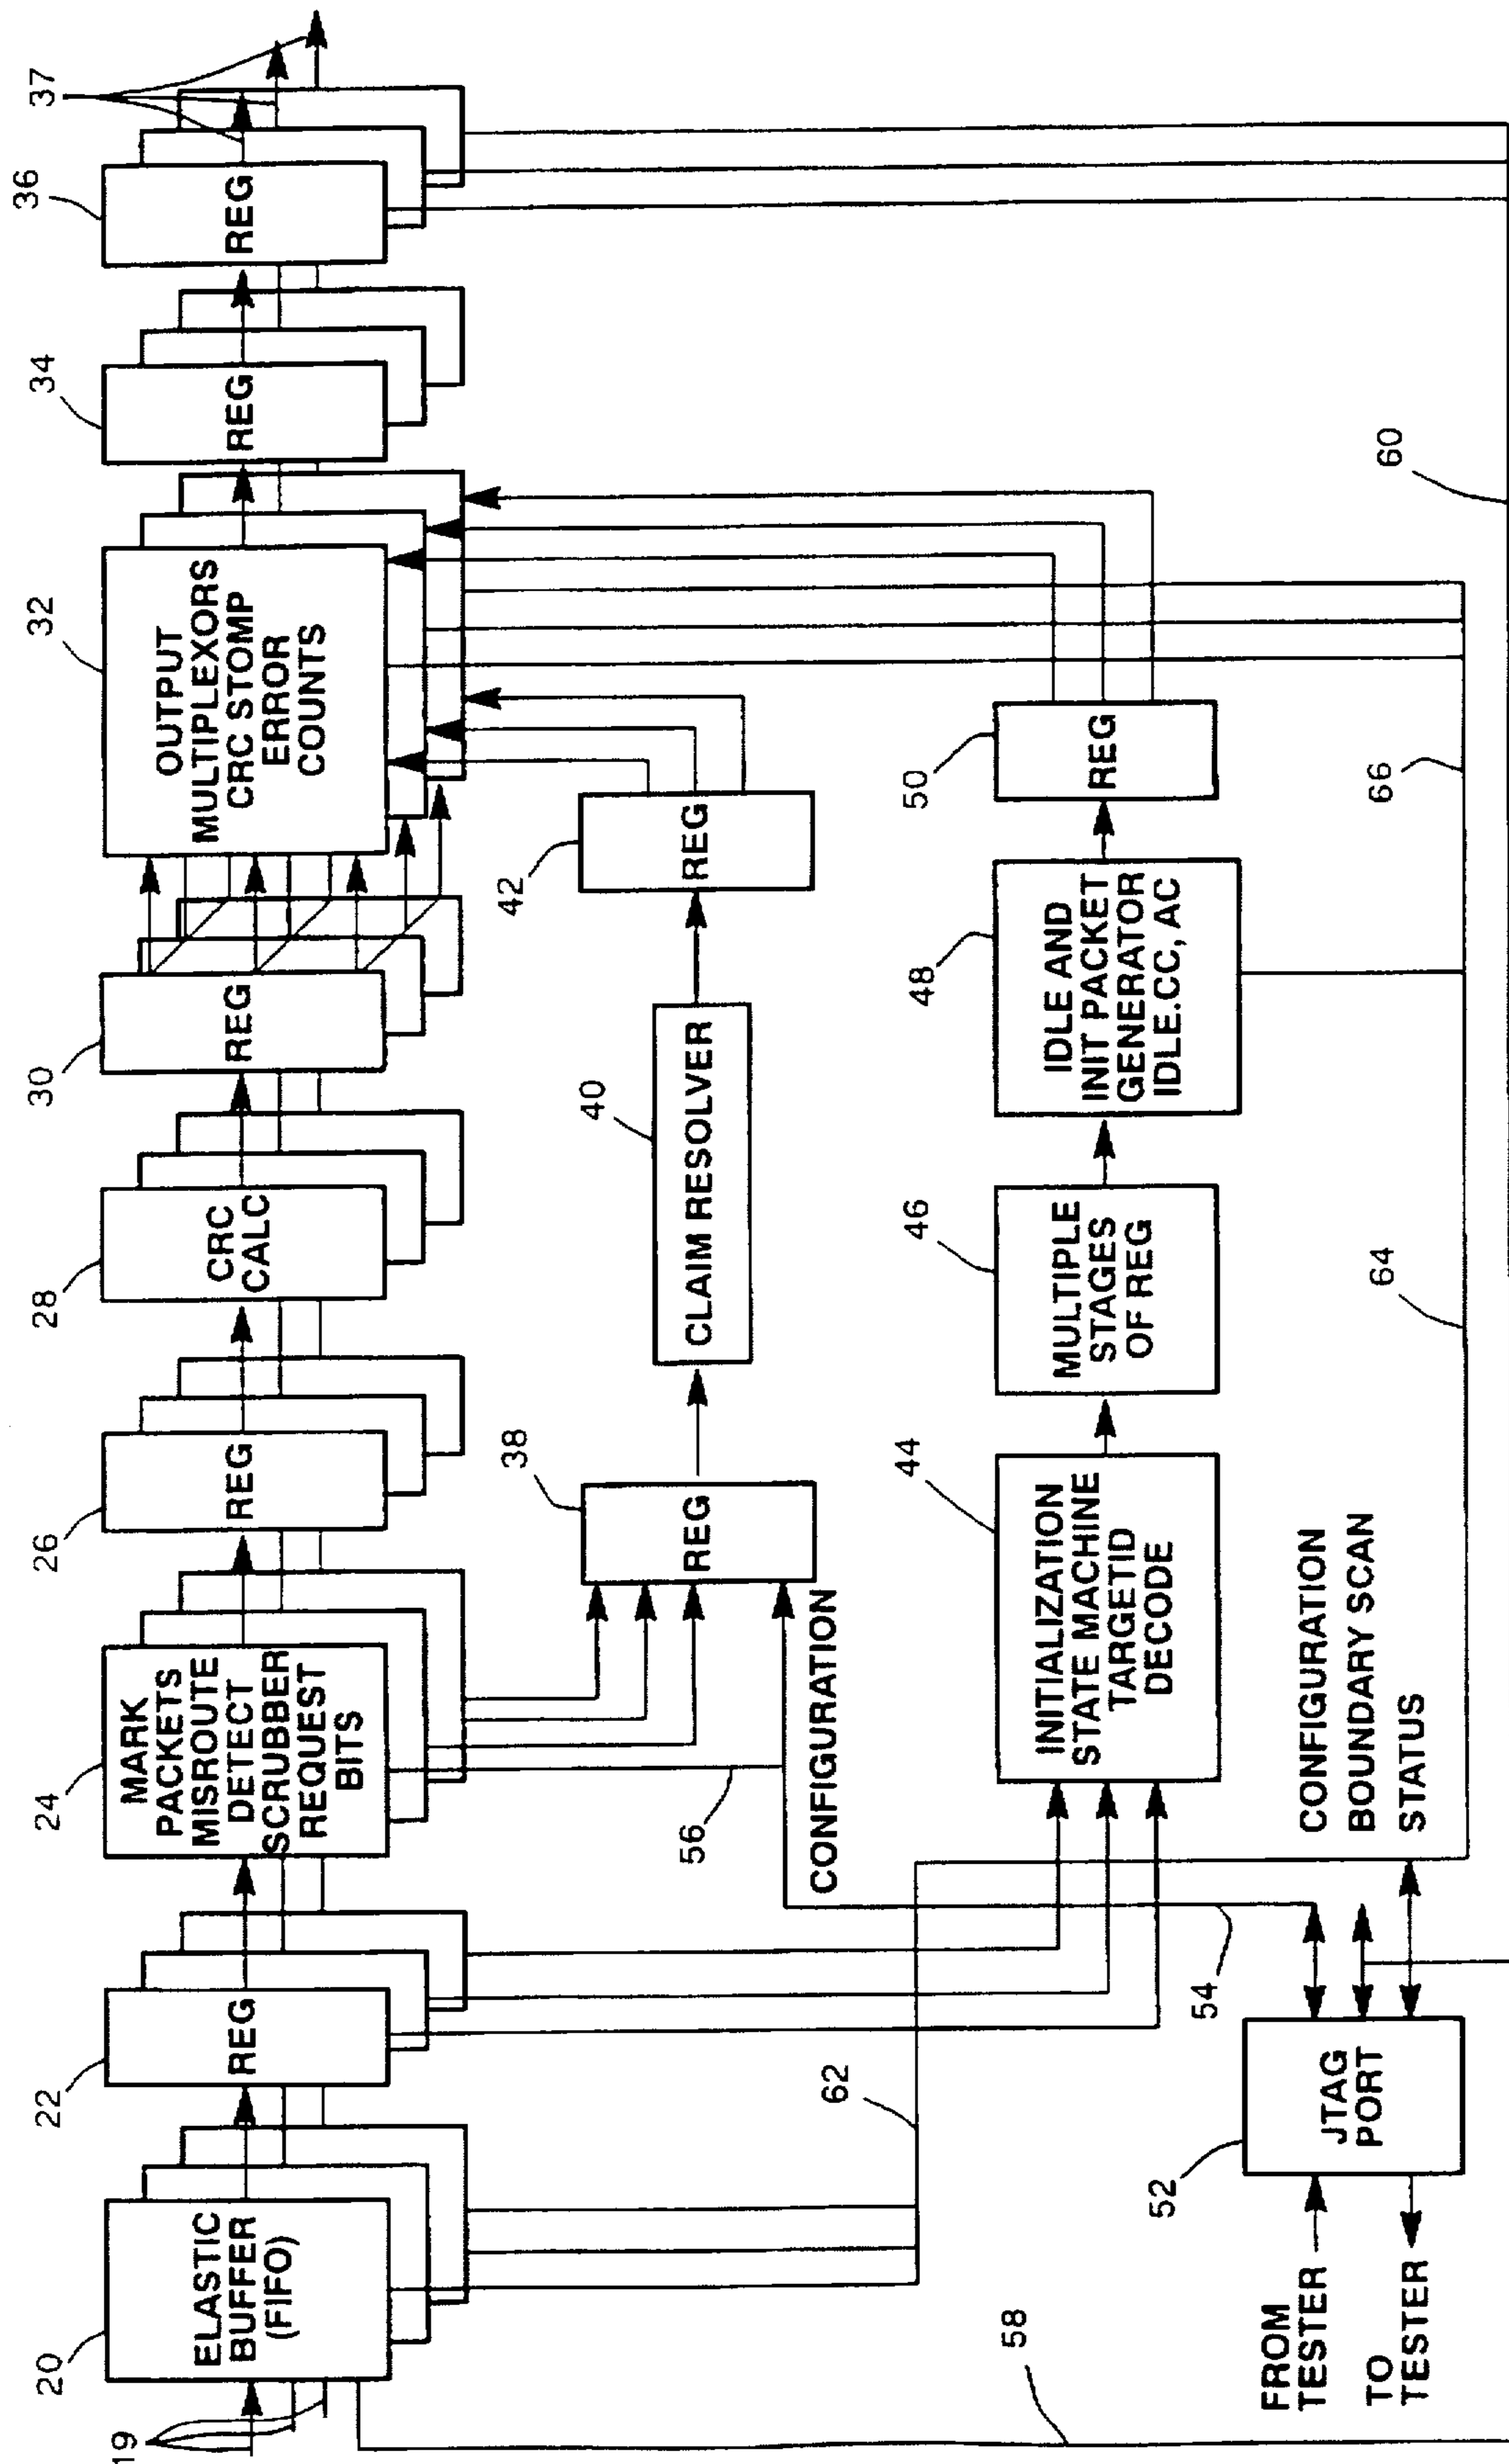 19
20
ELASTIC
BUFFER
(FIFO)
22
REG
24
MARK
PACKETS
MISROUTE
DETECT
SCRUBBER
REQUEST
BITS
26
REG
28
CRC
CALC
30
REG
32
OUTPUT
MULTIPLEXORS
CRC STOMP
ERROR
COUNTS
34
REG
36
REG
37
38
REG
40
CLAIM RESOLVER
42
REG
56
CONFIGURATION
44
INITIALIZATION
STATE MACHINE
TARGETID
DECODE
46
MULTIPLE
STAGES
OF REG
48
IDLE AND
INIT PACKET
GENERATOR
IDLE.CC, AC
50
REG
62
54
58
FROM
TESTER
TO
TESTER
52
JTAG
PORT
CONFIGURATION
BOUNDARY SCAN
STATUS
64
66
60